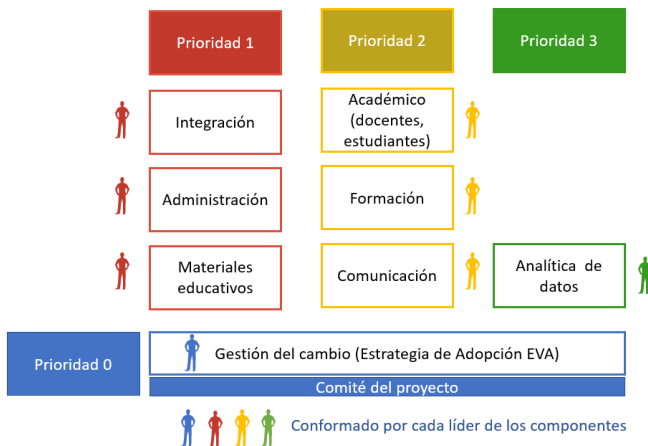 Prioridad 1
Prioridad 2
Prioridad 3
Integración
Académico
(docentes,
estudiantes)
Administración
Formación
Materiales
educativos
Comunicación
Analítica de
datos
Prioridad 0
Gestión del cambio (Estrategia de Adopción EVA)
Comité del proyecto
Conformado por cada líder de los componentes